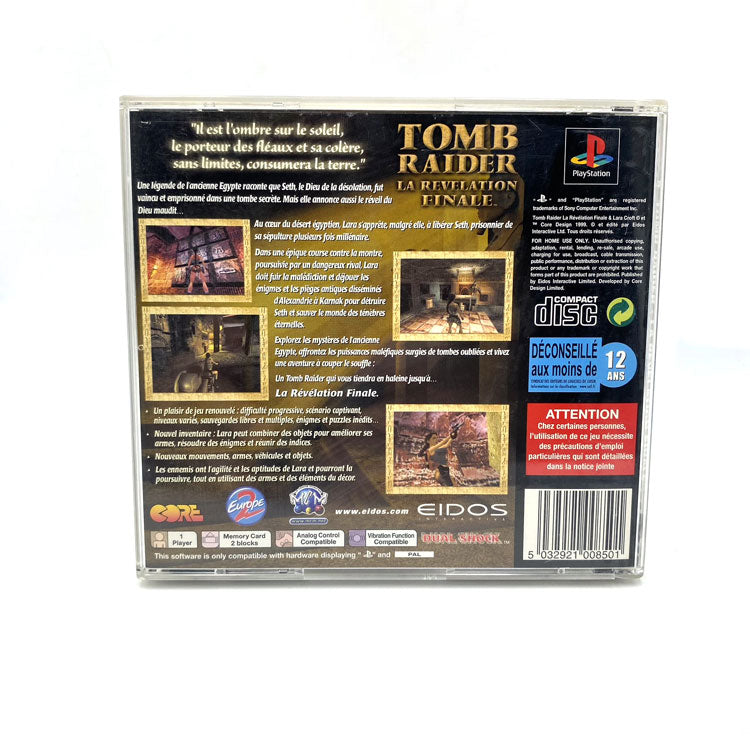 "Il est l'ombre sur le soleil,
le porteur des fléaux et sa colère,
sans limites, consumera la terre."
TOMB
RAIDER
LA REVELATION
FINALE
Une légende de l'ancienne Egypte raconte que Seth, le Dieu de la désolation, fut
vaincu et emprisonné dans une tombe secrète. Mais elle annonce aussi le réveil du
Dieu maudit...
Au cœur du désert égyptien, Lara s'apprête, malgré elle, à libérer Seth, prisonnier de
sa sépulture plusieurs fois millénaire.
Dans une épique course contre la montre,
poursuivie par un dangereux rival, Lara
doit fuir la malédiction et déjouer les
énigmes et les pièges antiques disséminés
d'Alexandrie à Karnak pour détruire
Seth et sauver le monde des ténèbres
éternelles.
Explorez les mystères de l'ancienne
Egypte, affrontez les puissances maléfiques surgies de tombes oubliées et vivez
une aventure à couper le souffle :
Un Tomb Raider qui vous tiendra en haleine jusqu'à...
La Révélation Finale.
• Un plaisir de jeu renouvelé : difficulté progressive, scénario captivant,
niveaux variés, sauvegardes libres et multiples, énigmes et puzzles inédits...
• Nouvel inventaire : Lara peut combiner des objets pour améliorer ses
armes, résoudre des énigmes et réunir des indices.
• Nouveaux mouvements, armes, véhicules et objets.
• Les ennemis ont l'agilité et les aptitudes de Lara et pourront la
poursuivre, tout en utilisant des armes et des éléments du décor.
CORE
Europe
2
MCM
www.mcm.net
www.eidos.com
EIDOS
INTERACTIVE
1
Player
Memory Card
2 blocks
Analog Control
Compatible
Vibration Function
Compatible
DUAL SHOCK™
This software is only compatible with hardware displaying "PS" and PAL
PlayStation
"PS" and "PlayStation" are registered
trademarks of Sony Computer Entertainment Inc.
Tomb Raider La Révélation Finale & Lara Croft © et
™ Core Design 1999. © et édité par Eidos
Interactive Ltd. Tous droits réservés.
FOR HOME USE ONLY. Unauthorised copying,
adaptation, rental, lending, re-sale, arcade use,
charging for use, broadcast, cable transmission,
public performance, distribution or extraction of this
product or any trademark or copyright work that
forms part of this product are prohibited. Published
by Eidos Interactive Limited. Developed by Core
Design Limited.
COMPACT
disc
DÉCONSEILLÉ
aux moins de
12
ANS
ATTENTION
Chez certaines personnes,
l'utilisation de ce jeu nécessite
des précautions d'emploi
particulières qui sont détaillées
dans la notice jointe
5 032921 008501